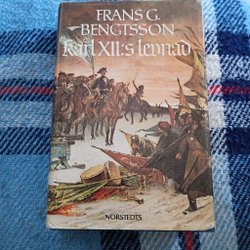 FRANS G.
BENGTSSON
Karl XII:s levnad
NORSTEDTS